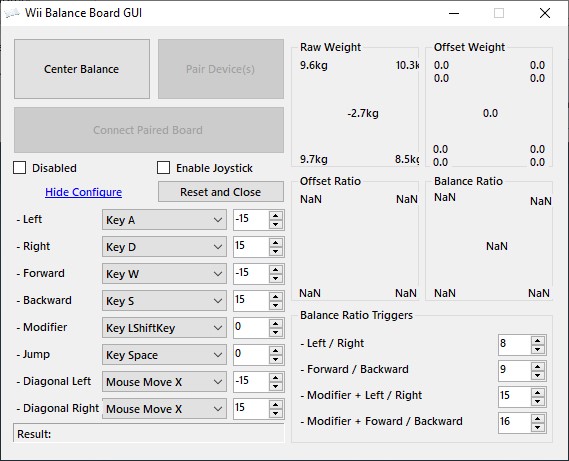 Wii Balance Board GUI
Center Balance
Pair Device(s)
Connect Paired Board
Disabled
Enable Joystick
Hide Configure
Reset and Close
- Left Key A -15
- Right Key D 15
- Forward Key W -15
- Backward Key S 15
- Modifier Key LShiftKey 0
- Jump Key Space 0
- Diagonal Left Mouse Move X -15
- Diagonal Right Mouse Move X 15
Result:
Raw Weight
9.6kg 10.3k
-2.7kg
9.7kg 8.5kg
Offset Weight
0.0 0.0
0.0 0.0
0.0
0.0 0.0
0.0 0.0
Offset Ratio
NaN NaN
NaN NaN
Balance Ratio
NaN NaN
NaN
NaN NaN
Balance Ratio Triggers
- Left / Right 8
- Forward / Backward 9
- Modifier + Left / Right 15
- Modifier + Foward / Backward 16